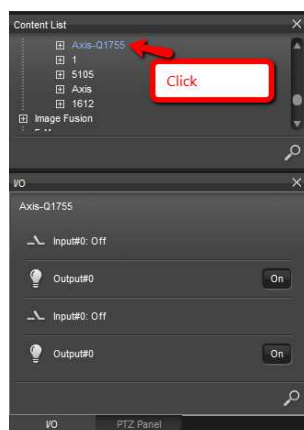 Content List
Axis-Q1755
1
5105
Axis
1612
Image Fusion
Click
I/O
Axis-Q1755
Input#0: Off
Output#0
On
Input#0: Off
Output#0
On
I/O
PTZ Panel